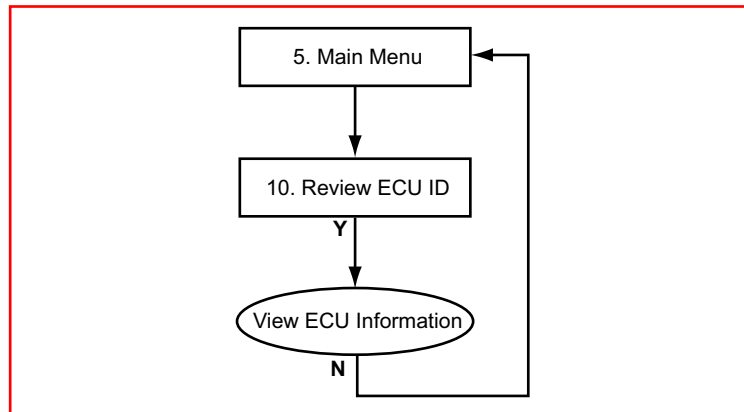 5. Main Menu
10. Review ECU ID
Y
View ECU Information
N